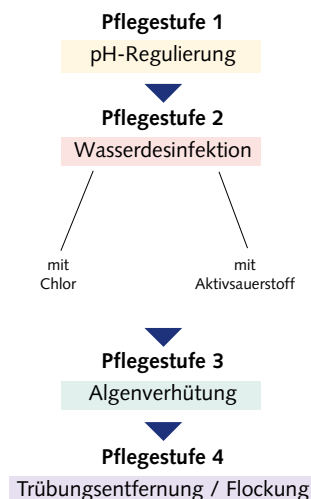 Pflegestufe 1
pH-Regulierung
Pflegestufe 2
Wasserdesinfektion
mit
Chlor
mit
Aktivsauerstoff
Pflegestufe 3
Algenverhütung
Pflegestufe 4
Trübungsentfernung / Flockung